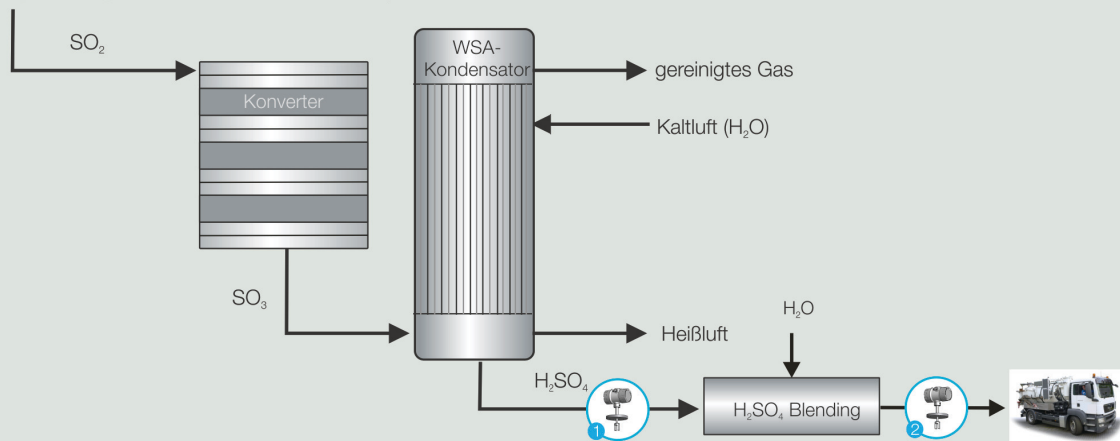 SO₂
WSA-
Kondensator
gereinigtes Gas
Konverter
Kaltluft (H₂O)
SO₃
H₂O
Heißluft
H₂SO₄
H₂SO₄ Blending
1
2